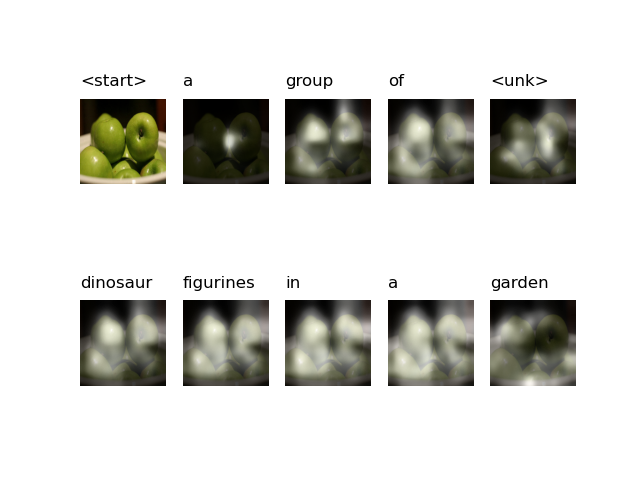 <start> a group of <unk>
dinosaur figurines in a garden